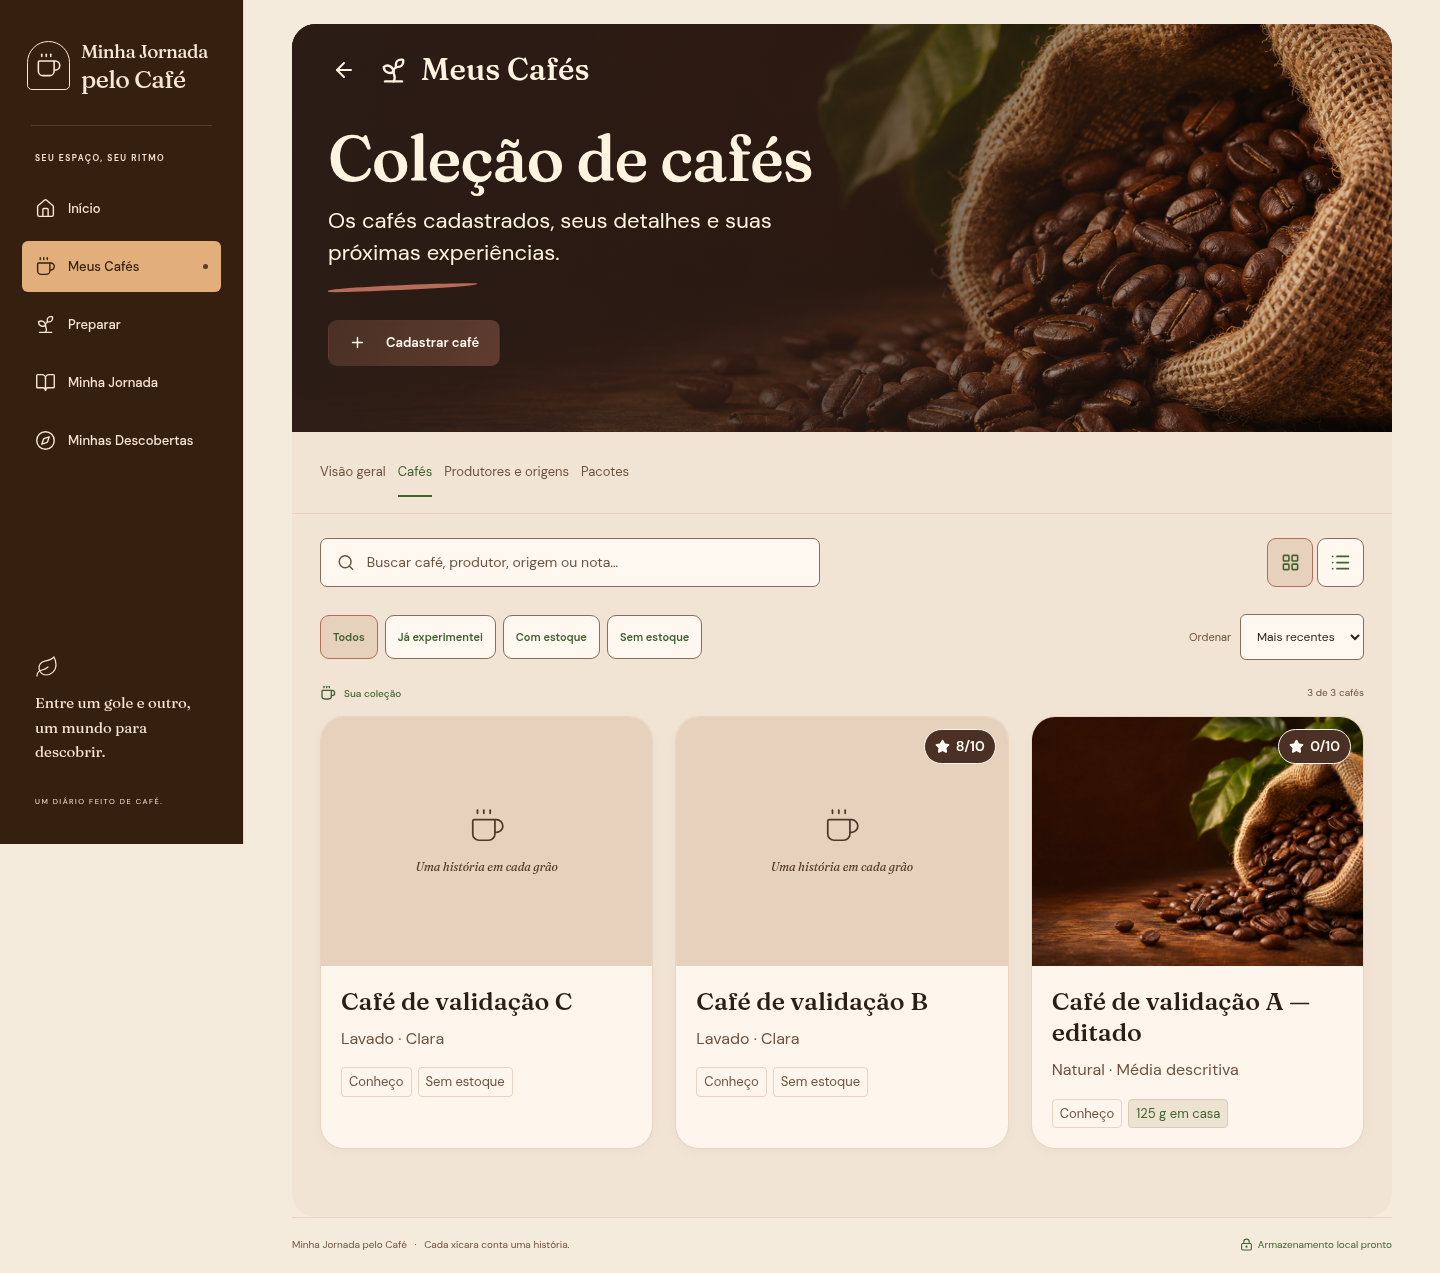 Minha Jornada
pelo Café
SEU ESPAÇO, SEU RITMO
Início
Meus Cafés
Preparar
Minha Jornada
Minhas Descobertas
Entre um gole e outro,
um mundo para
descobrir.
UM DIÁRIO FEITO DE CAFÉ.
Meus Cafés
Coleção de cafés
Os cafés cadastrados, seus detalhes e suas
próximas experiências.
Cadastrar café
Visão geral Cafés Produtores e origens Pacotes
Buscar café, produtor, origem ou nota…
Todos Já experimentei Com estoque Sem estoque
Ordenar Mais recentes
Sua coleção
3 de 3 cafés
Uma história em cada grão
Café de validação C
Lavado · Clara
Conheço Sem estoque
8/10
Uma história em cada grão
Café de validação B
Lavado · Clara
Conheço Sem estoque
0/10
Café de validação A —
editado
Natural · Média descritiva
Conheço 125 g em casa
Minha Jornada pelo Café · Cada xícara conta uma história.
Armazenamento local pronto